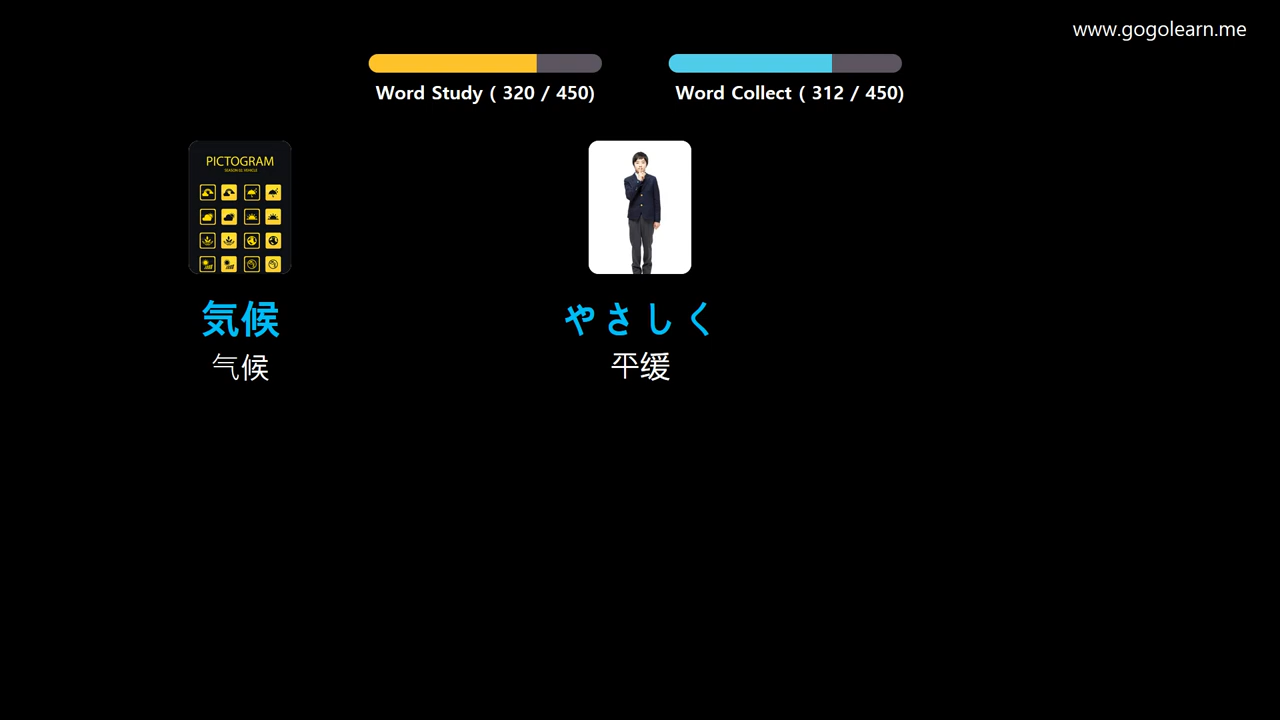 www.gogolearn.me
Word Study ( 320 / 450)
Word Collect ( 312 / 450)
PICTOGRAM
気候
气候
やさしく
平缓